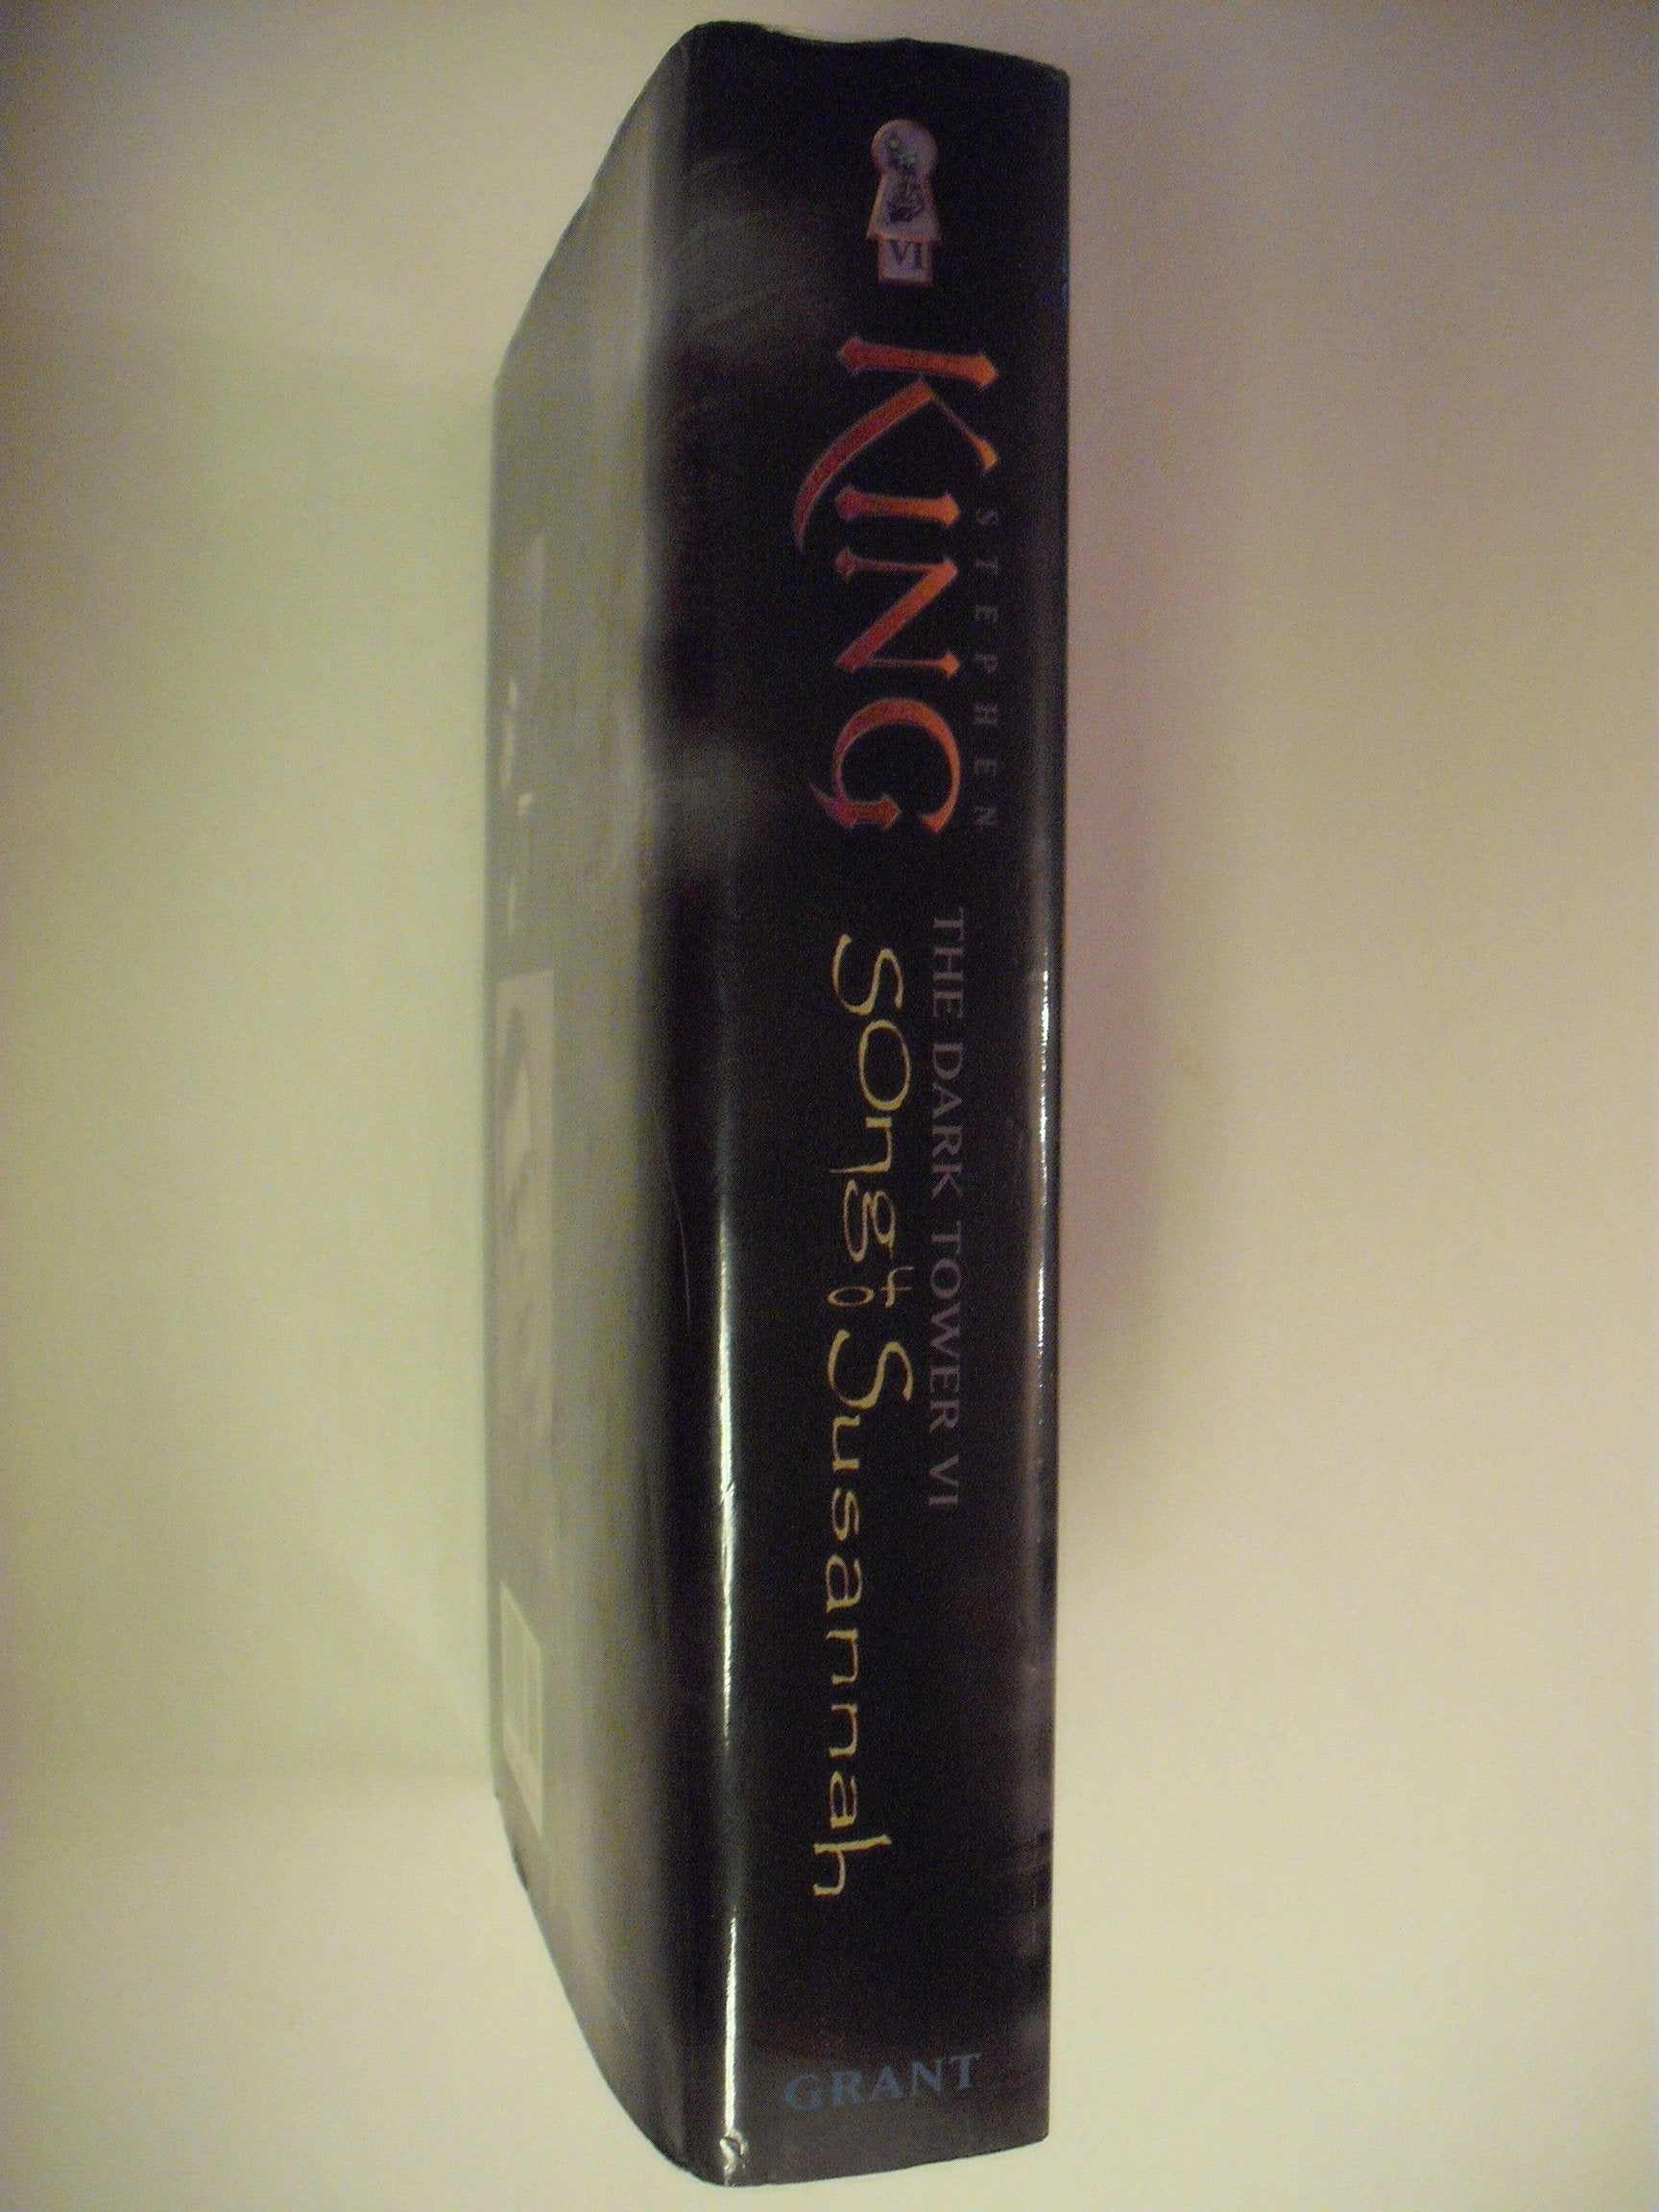 VI
STEPHEN
KING
THE DARK TOWER VI
Song of Susannah
GRANT